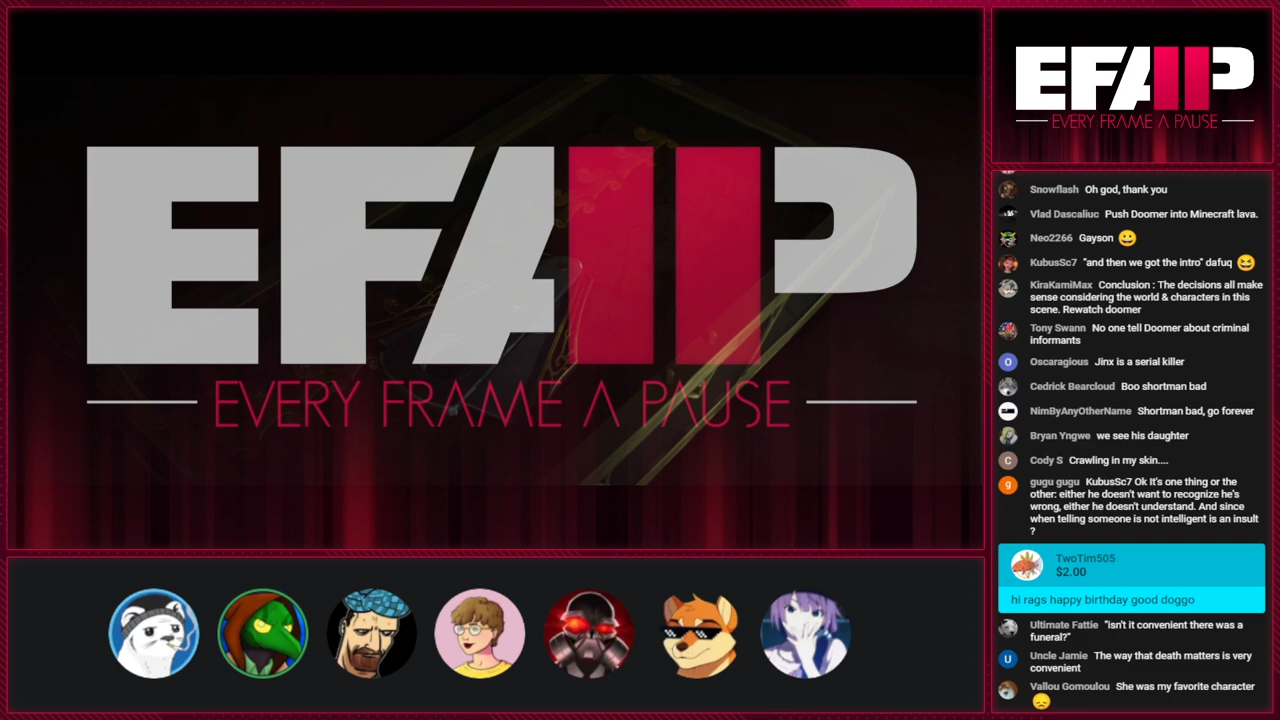 EFAP
EVERY FRAME A PAUSE
EFAP
EVERY FRAME A PAUSE
Snowflash Oh god, thank you
Vlad Dascaliuc Push Doomer into Minecraft lava.
Neo2266 Gayson 😀
KubusSc7 "and then we got the intro" dafuq 😆
KiraKamiMax Conclusion : The decisions all make
sense considering the world & characters in this
scene. Rewatch doomer
Tony Swann No one tell Doomer about criminal
informants
O
Oscaragious Jinx is a serial killer
Cedrick Bearcloud Boo shortman bad
NimByAnyOtherName Shortman bad, go forever
Bryan Yngwe we see his daughter
C
Cody S Crawling in my skin....
g
gugu gugu KubusSc7 Ok It's one thing or the
other: either he doesn't want to recognize he's
wrong, either he doesn't understand. And since
when telling someone is not intelligent is an insult
?
TwoTim505
$2.00
hi rags happy birthday good doggo
Ultimate Fattie "isn't it convenient there was a
funeral?"
U
Uncle Jamie The way that death matters is very
convenient
Vallou Gomoulou She was my favorite character
😞